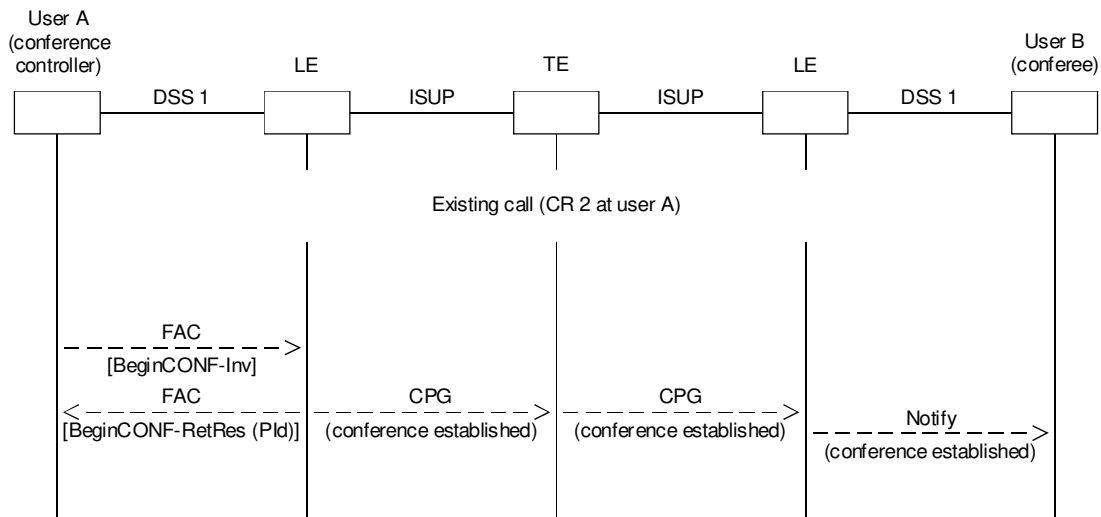 User A
(conference
controller)
LE
TE
LE
User B
(conferee)
DSS 1
ISUP
ISUP
DSS 1
Existing call (CR 2 at user A)
FAC
[BeginCONF-Inv]
FAC
[BeginCONF-RetRes (PId)]
CPG
(conference established)
CPG
(conference established)
Notify
(conference established)